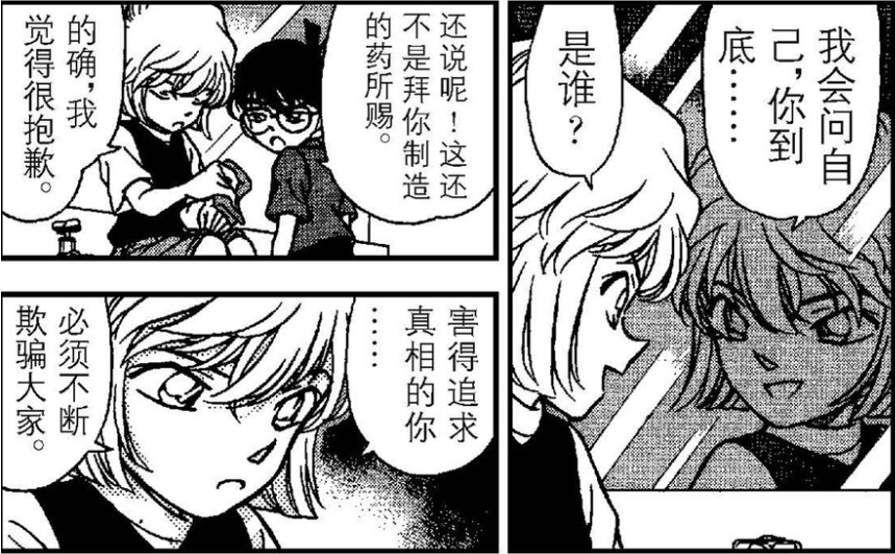 我会问自
己，你到
底……
是谁？
还说呢！这还
不是拜你制造
的药所赐。
的确，我
觉得很抱歉。
害得追求
真相的你
……
必须不断
欺骗大家。